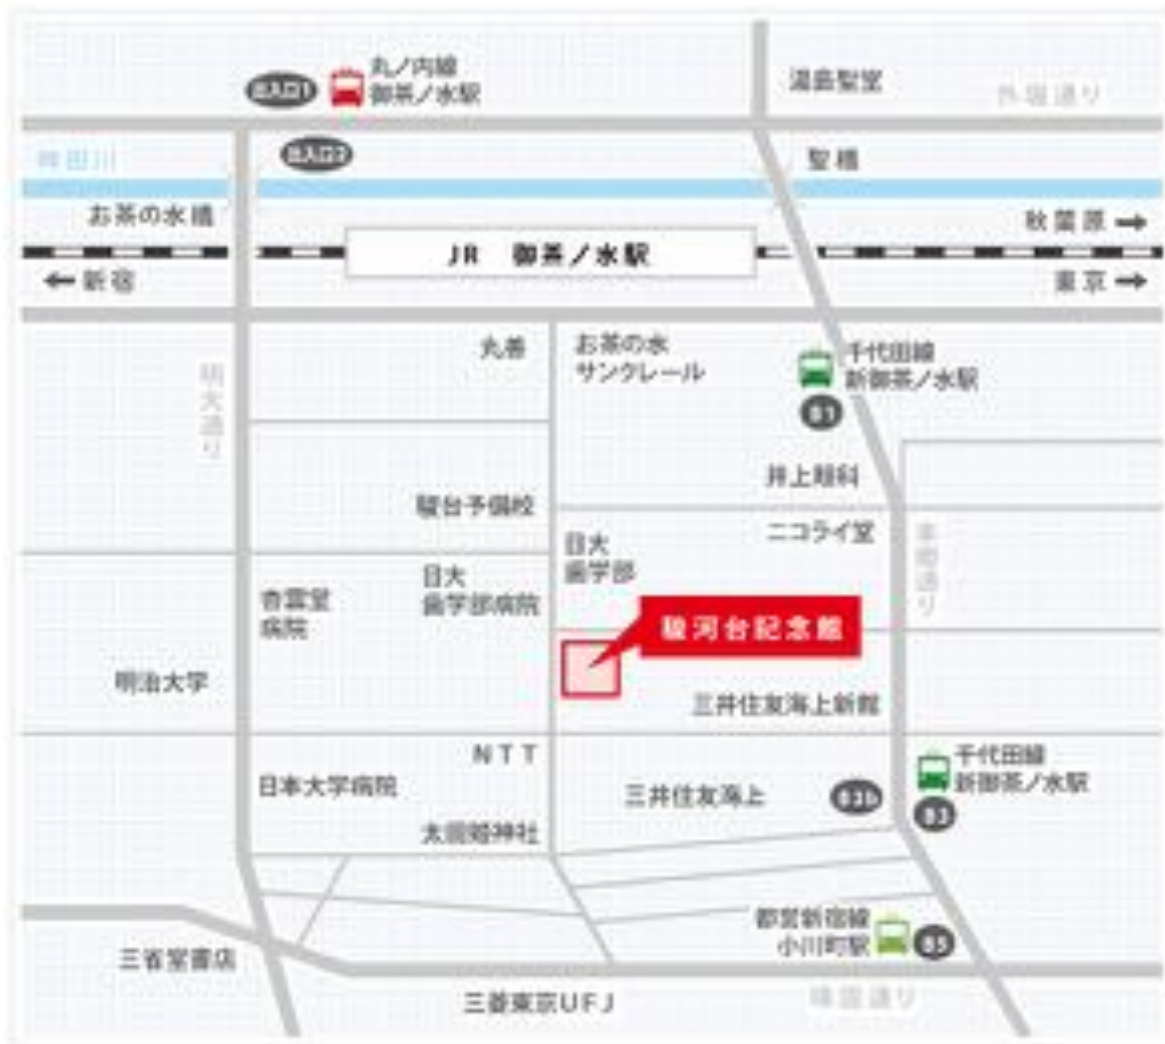 出入口1
丸ノ内線
御茶ノ水駅
湯島聖堂
外堀通り
神田川
出入口2
聖橋
お茶の水橋
秋葉原 →
JR 御茶ノ水駅
← 新宿
東京 →
明大通り
丸善
お茶の水
サンクレール
千代田線
新御茶ノ水駅
B1
井上眼科
駿台予備校
ニコライ堂
本郷通り
日大
歯学部
日大
歯学部病院
杏雲堂
病院
駿河台記念館
明治大学
三井住友海上新館
NTT
日本大学病院
三井住友海上
B3b
千代田線
新御茶ノ水駅
B3
太田姫神社
都営新宿線
小川町駅
B5
三省堂書店
三菱東京UFJ
靖国通り